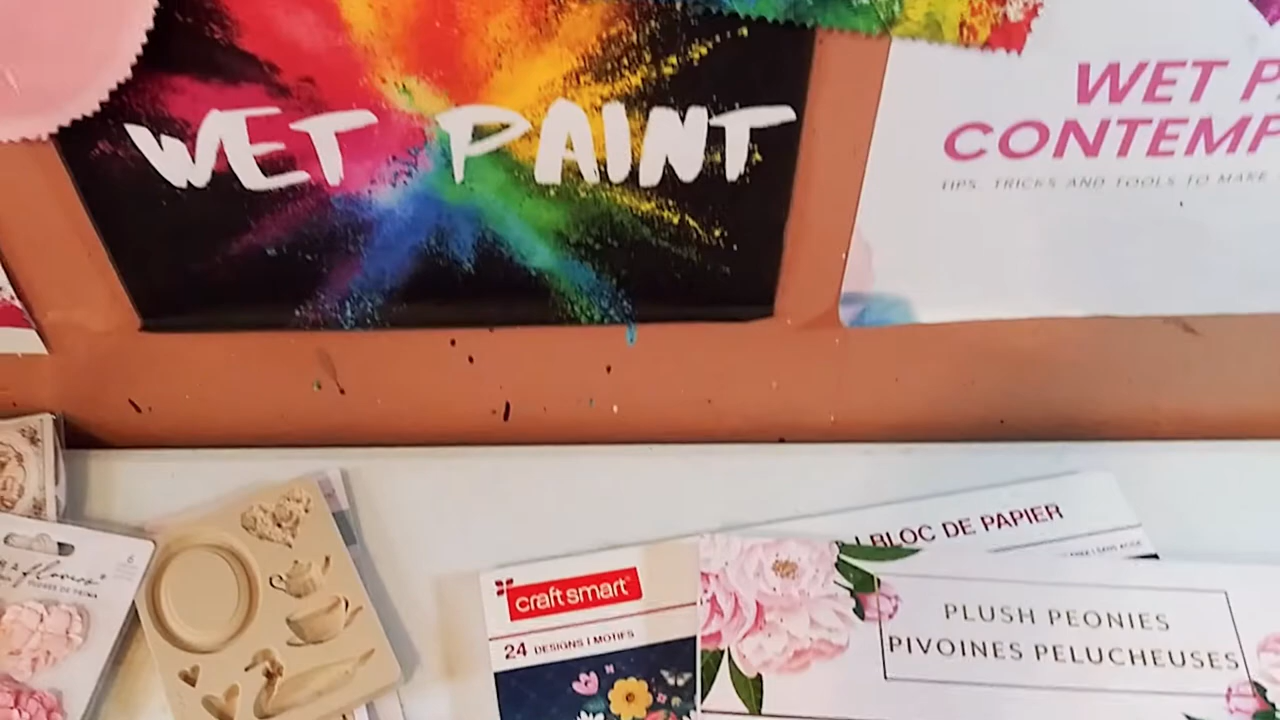 WET PAINT
WET
CONTEMP
TIPS, TRICKS AND TOOLS TO MAKE
BLOC DE PAPIER
craft smart
24 DESIGNS | MOTIFS
PLUSH PEONIES
PIVOINES PELUCHEUSES
6